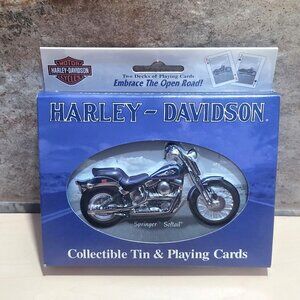 MOTOR
HARLEY-DAVIDSON
CYCLES
Two Decks of Playing Cards
Embrace The Open Road!
HARLEY-DAVIDSON
Springer Softail
Collectible Tin & Playing Cards